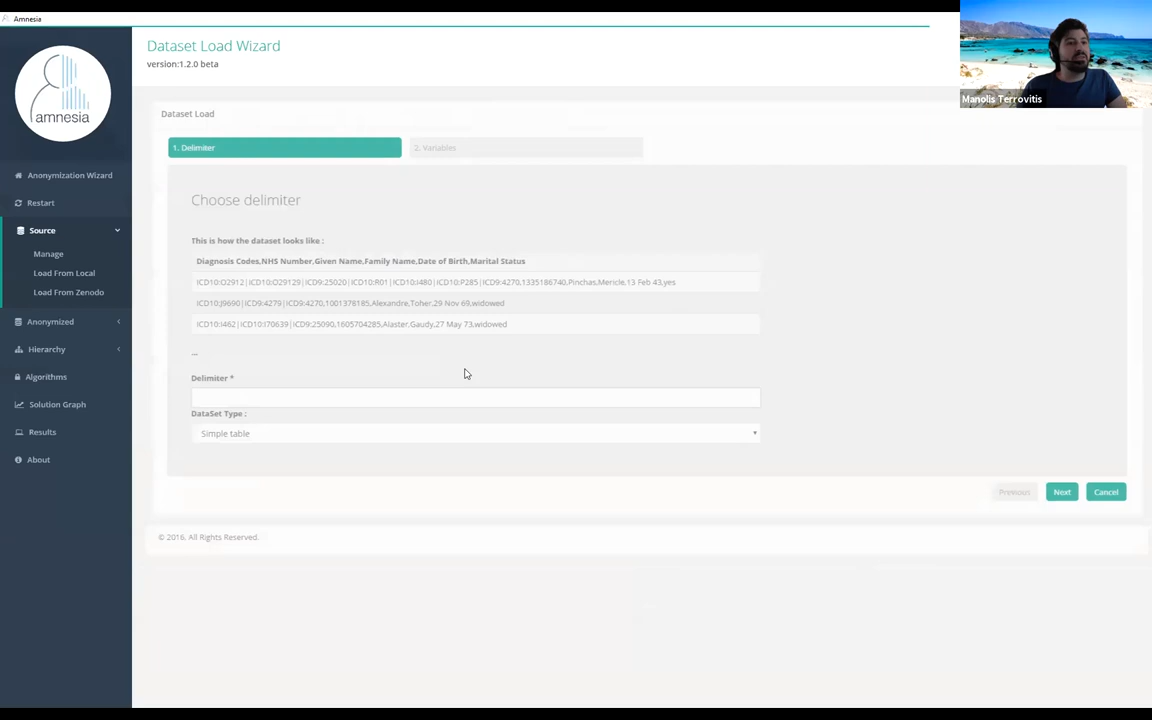 Amnesia
Dataset Load Wizard
version:1.2.0 beta
Manolis Terrovitis
amnesia
Dataset Load
1. Delimiter
2. Variables
Anonymization Wizard
Restart
Source
Manage
Load From Local
Load From Zenodo
Anonymized
Hierarchy
Algorithms
Solution Graph
Results
About
Choose delimiter
This is how the dataset looks like :
Diagnosis Codes,NHS Number,Given Name,Family Name,Date of Birth,Marital Status
ICD10:O2912|ICD10:O29129|ICD9:25020|ICD10:R01|ICD10:I480|ICD10:P285|ICD9:4270,1335186740,Pinchas,Mericle,13 Feb 43,yes
ICD10:J9690|ICD9:4279|ICD9:4270,1001378185,Alexandre,Toher,29 Nov 69,widowed
ICD10:I462|ICD10:I70639|ICD9:25090,1605704285,Alaster,Gaudy,27 May 73,widowed
...
Delimiter *
DataSet Type :
Simple table
Previous
Next
Cancel
© 2016, All Rights Reserved.